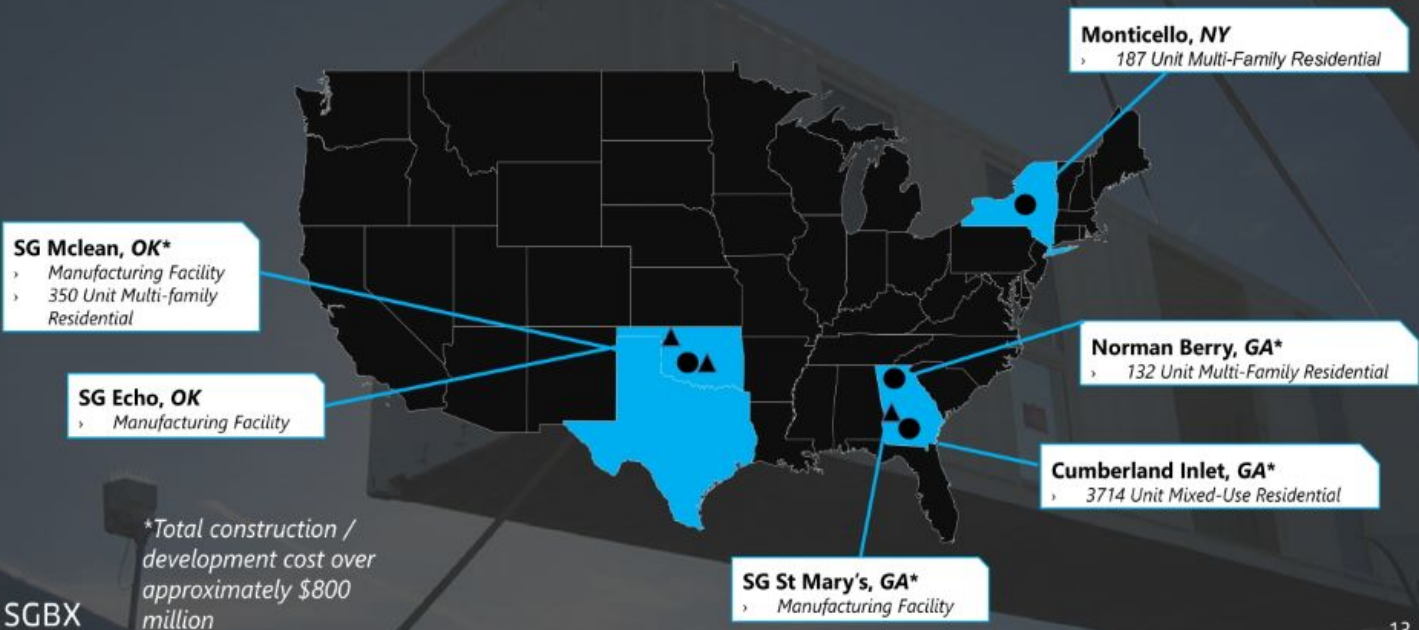 Monticello, NY
› 187 Unit Multi-Family Residential
SG Mclean, OK*
› Manufacturing Facility
› 350 Unit Multi-family
Residential
SG Echo, OK
› Manufacturing Facility
Norman Berry, GA*
› 132 Unit Multi-Family Residential
Cumberland Inlet, GA*
› 3714 Unit Mixed-Use Residential
SG St Mary's, GA*
› Manufacturing Facility
*Total construction /
development cost over
approximately $800
million
SGBX
13